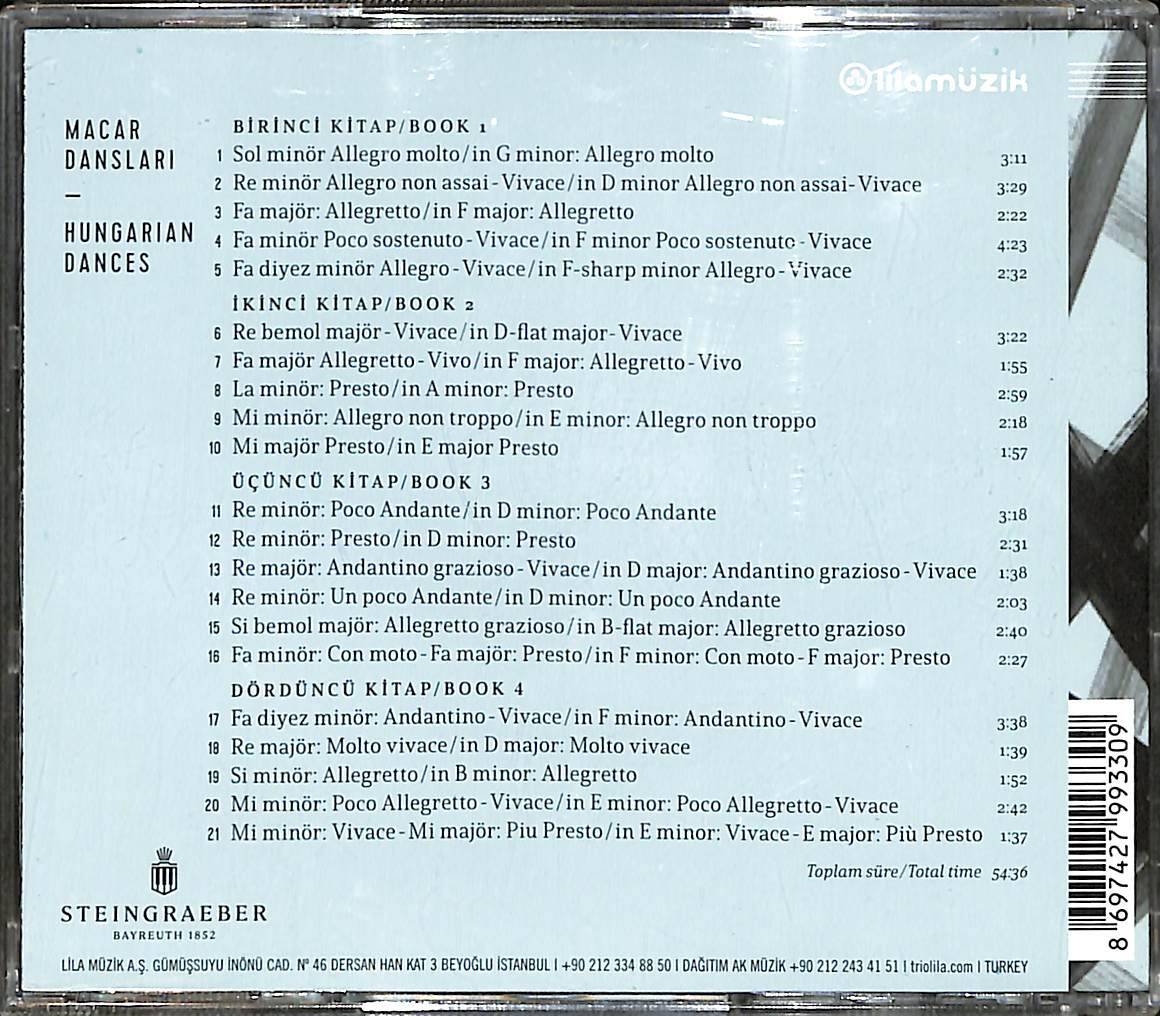 lilamüzik
MACAR
DANSLARI
–
HUNGARIAN
DANCES
BİRİNCİ KİTAP/BOOK 1
1 Sol minör Allegro molto/in G minor: Allegro molto 3:11
2 Re minör Allegro non assai-Vivace/in D minor Allegro non assai-Vivace 3:29
3 Fa majör: Allegretto/in F major: Allegretto 2:22
4 Fa minör Poco sostenuto-Vivace/in F minor Poco sostenuto-Vivace 4:23
5 Fa diyez minör Allegro-Vivace/in F-sharp minor Allegro-Vivace 2:32
İKİNCİ KİTAP/BOOK 2
6 Re bemol majör-Vivace/in D-flat major-Vivace 3:22
7 Fa majör Allegretto-Vivo/in F major: Allegretto-Vivo 1:55
8 La minör: Presto/in A minor: Presto 2:59
9 Mi minör: Allegro non troppo/in E minor: Allegro non troppo 2:18
10 Mi majör Presto/in E major Presto 1:57
ÜÇÜNCÜ KİTAP/BOOK 3
11 Re minör: Poco Andante/in D minor: Poco Andante 3:18
12 Re minör: Presto/in D minor: Presto 2:31
13 Re majör: Andantino grazioso-Vivace/in D major: Andantino grazioso-Vivace 1:38
14 Re minör: Un poco Andante/in D minor: Un poco Andante 2:03
15 Si bemol majör: Allegretto grazioso/in B-flat major: Allegretto grazioso 2:40
16 Fa minör: Con moto-Fa majör: Presto/in F minor: Con moto-F major: Presto 2:27
DÖRDÜNCÜ KİTAP/BOOK 4
17 Fa diyez minör: Andantino-Vivace/in F minor: Andantino-Vivace 3:38
18 Re majör: Molto vivace/in D major: Molto vivace 1:39
19 Si minör: Allegretto/in B minor: Allegretto 1:52
20 Mi minör: Poco Allegretto-Vivace/in E minor: Poco Allegretto-Vivace 2:42
21 Mi minör: Vivace-Mi majör: Piu Presto/in E minor: Vivace-E major: Più Presto 1:37
Toplam süre/Total time 54:36
STEINGRAEBER
BAYREUTH 1852
LİLA MÜZİK A.Ş. GÜMÜŞSUYU İNÖNÜ CAD. Nº 46 DERSAN HAN KAT 3 BEYOĞLU İSTANBUL I +90 212 334 88 50 I DAĞITIM AK MÜZİK +90 212 243 41 51 I triolila.com I TURKEY
8 697427 993309